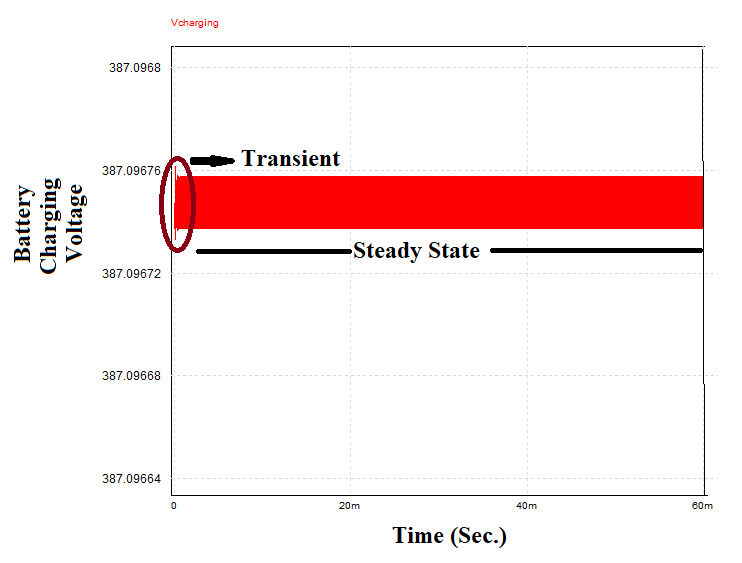 Vcharging
387.0968
387.09676
387.09672
387.09668
387.09664
Battery
Charging
Voltage
Transient
Steady State
0
20m
40m
60m
Time (Sec.)